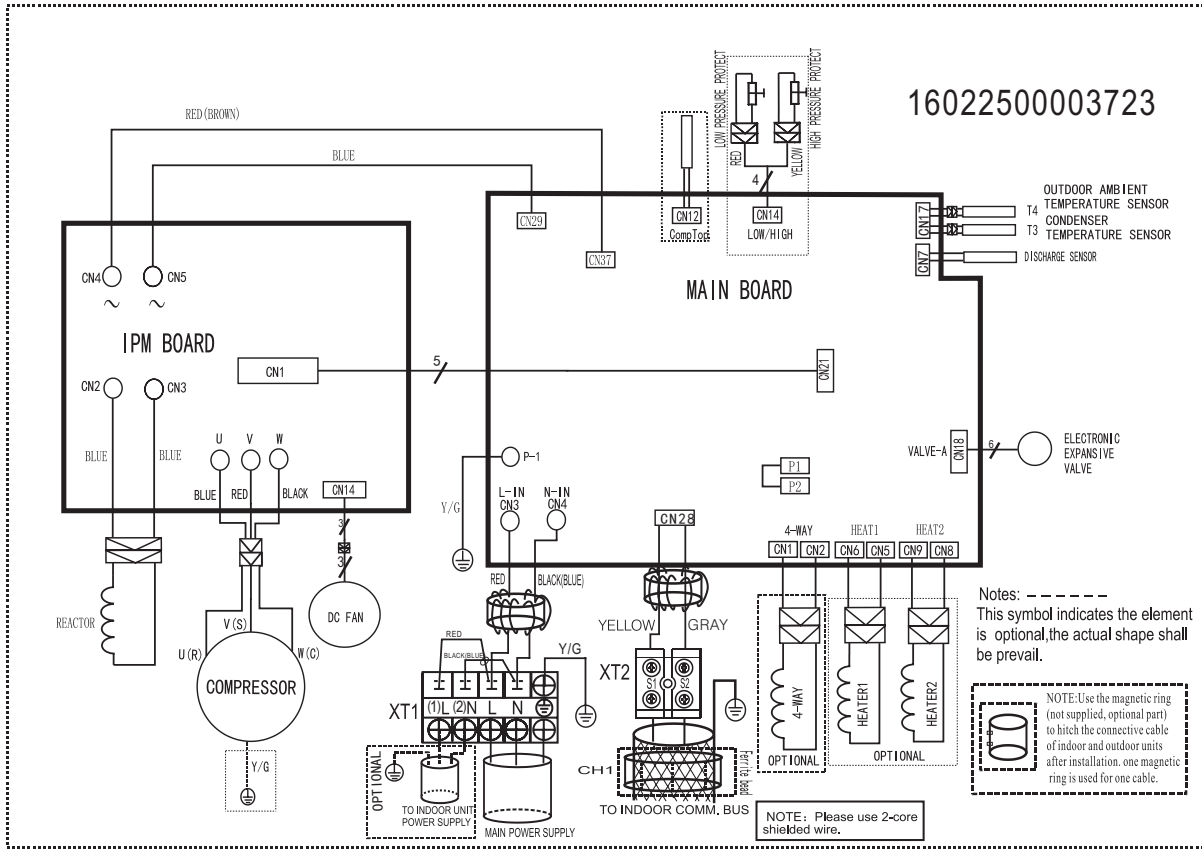 16022500003723
LOW PRESSURE PROTECT
HIGH PRESSURE PROTECT
RED
YELLOW
4
CN12
CompTop
CN14
LOW/HIGH
RED(BROWN)
BLUE
CN29
CN37
CN17
T4
OUTDOOR AMBIENT
TEMPERATURE SENSOR
T3
CONDENSER
TEMPERATURE SENSOR
CN7
DISCHARGE SENSOR
MAIN BOARD
CN4
CN5
IPM BOARD
CN1
5
CN21
CN2
CN3
BLUE
BLUE
U
V
W
BLUE
RED
BLACK
CN14
3
3
DC FAN
REACTOR
V(S)
U(R)
W(C)
COMPRESSOR
Y/G
P-1
Y/G
L-IN
CN3
N-IN
CN4
RED
BLACK(BLUE)
P1
P2
VALVE-A
CN18
6
ELECTRONIC
EXPANSIVE
VALVE
CN28
4-WAY
HEAT1
HEAT2
CN1
CN2
CN6
CN5
CN9
CN8
RED
BLACK/BLUE
Y/G
XT1
(1)L (2)N L N
OPTIONAL
TO INDOOR UNIT
POWER SUPPLY
MAIN POWER SUPPLY
YELLOW
GRAY
XT2
S1
S2
CH1
Ferrite bead
TO INDOOR COMM. BUS
4-WAY
HEATER1
HEATER2
OPTIONAL
OPTIONAL
NOTE: Please use 2-core
shielded wire.
Notes:
This symbol indicates the element
is optional,the actual shape shall
be prevail.
NOTE:Use the magnetic ring
(not supplied, optional part)
to hitch the connective cable
of indoor and outdoor units
after installation. one magnetic
ring is used for one cable.